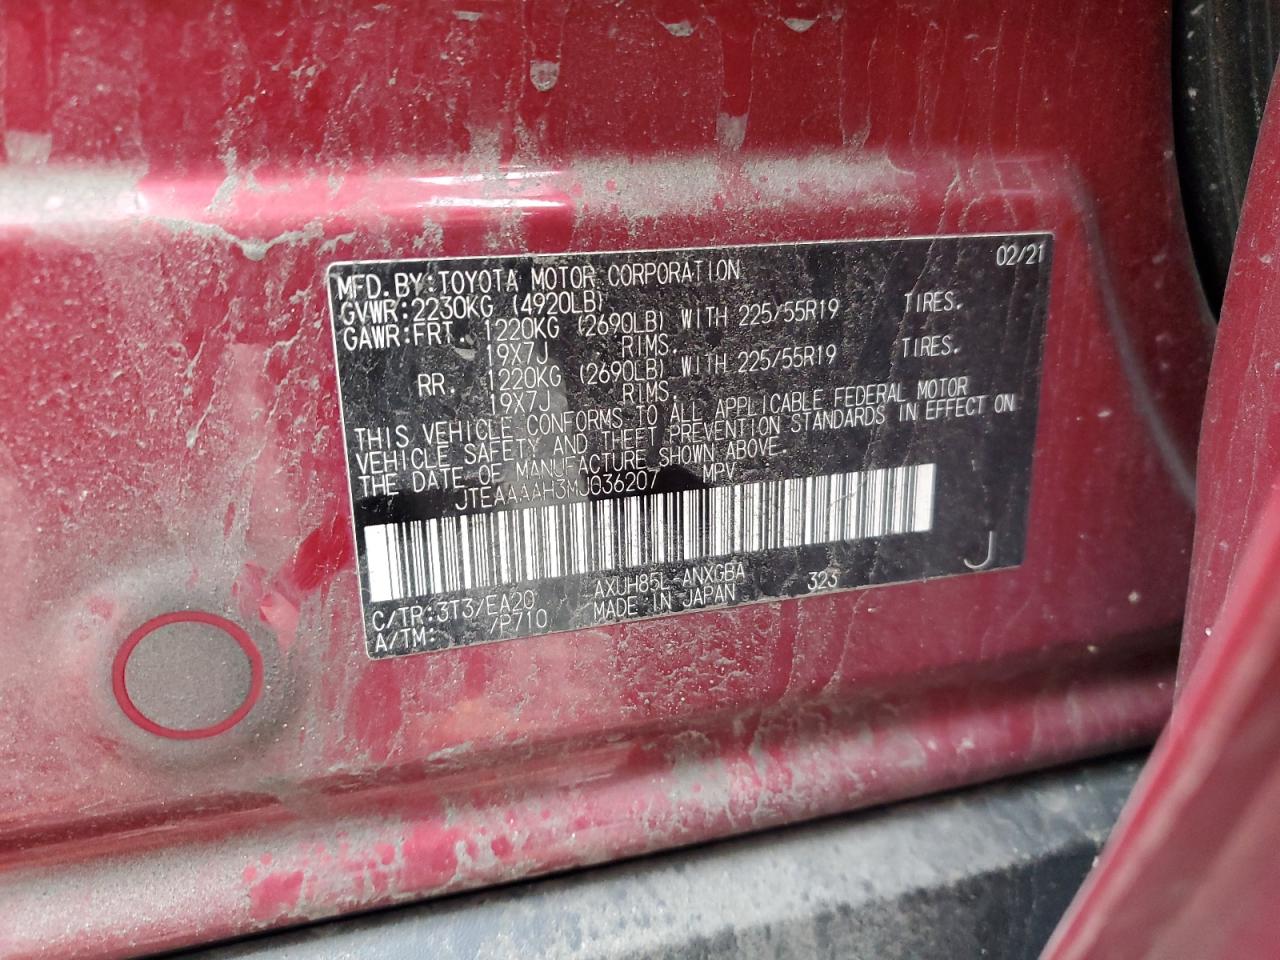 02/21
MFD. BY: TOYOTA MOTOR CORPORATION
GVWR: 2230KG (4920LB)
GAWR: FRT. 1220KG (2690LB) WITH 225/55R19 TIRES.
19X7J RIMS.
RR. 1220KG (2690LB) WITH 225/55R19 TIRES.
19X7J RIMS.
THIS VEHICLE CONFORMS TO ALL APPLICABLE FEDERAL MOTOR
VEHICLE SAFETY AND THEFT PREVENTION STANDARDS IN EFFECT ON
THE DATE OF MANUFACTURE SHOWN ABOVE.
JTEAAAAH3MJ036207 MPV
J
C/TR: 3T3/EA20 AXUH85L-ANXGBA 323
A/TM: /P710 MADE IN JAPAN